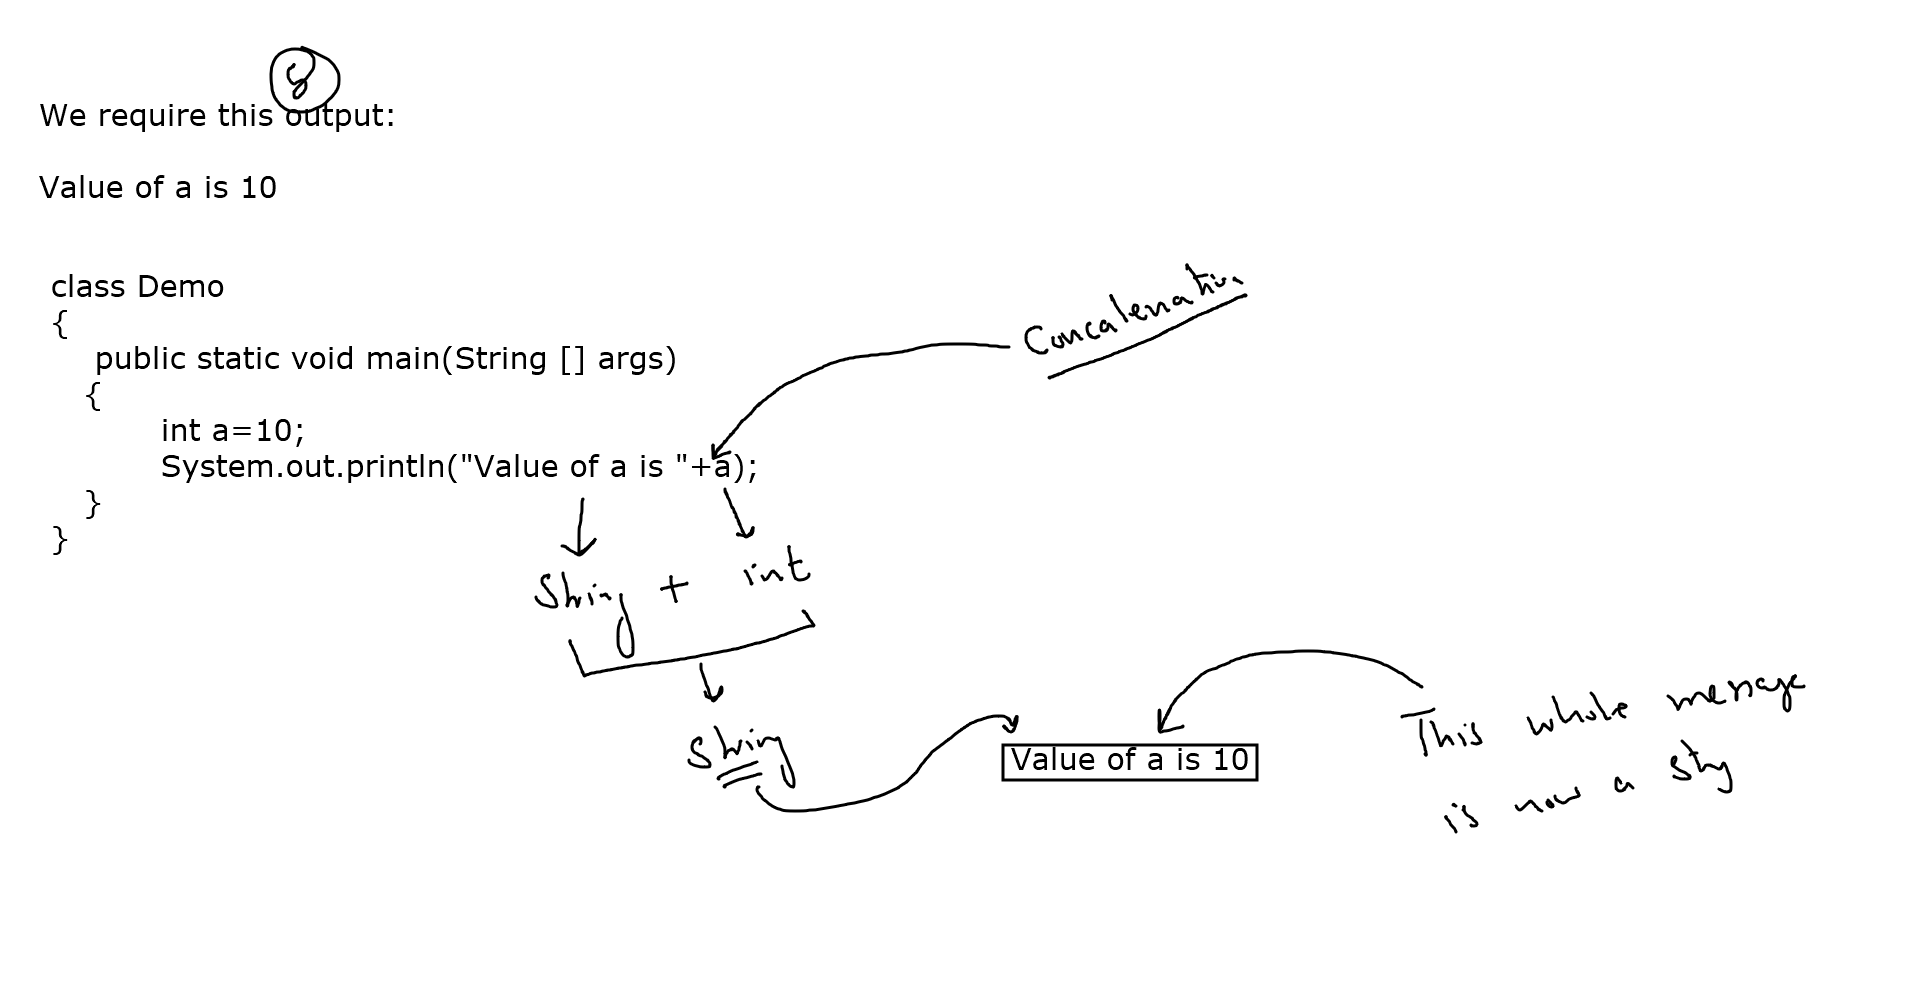 8
We require this output:
Value of a is 10
class Demo
{
public static void main(String [] args)
{
int a=10;
System.out.println("Value of a is "+a);
}
}
Concatenation
String + int
String
Value of a is 10
This whole message
is now a string